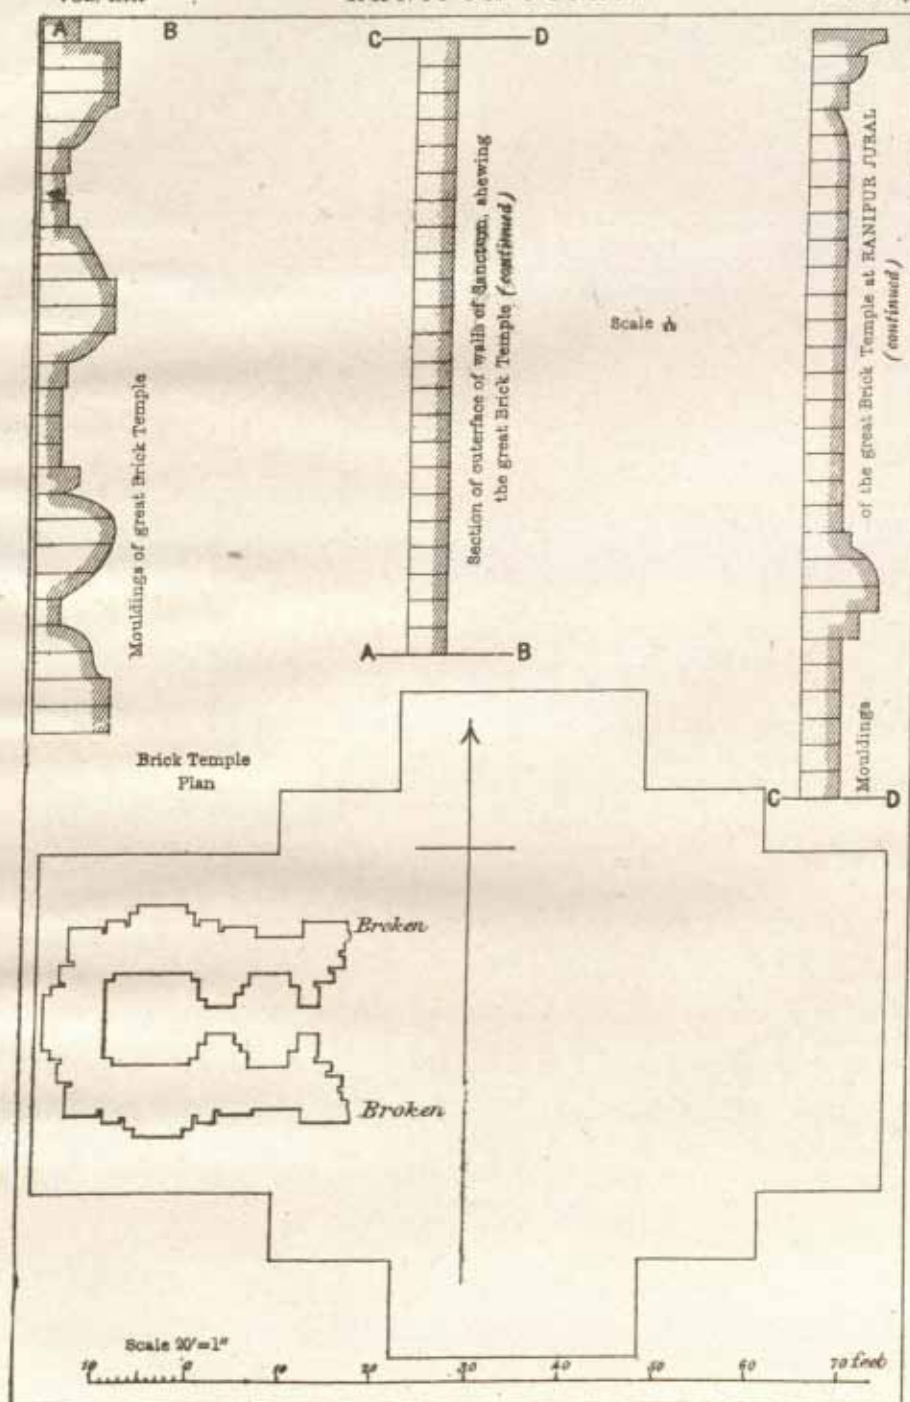 A B
C D
Mouldings of great Brick Temple
Section of outerface of walls of Sanctum, shewing
the great Brick Temple (continued)
A B
Scale
Mouldings of the great Brick Temple at RANIPUR JURAL
(continued)
C D
Brick Temple
Plan
Broken
Broken
Scale 20'=1"
10 0 10 20 30 40 50 60 70 feet